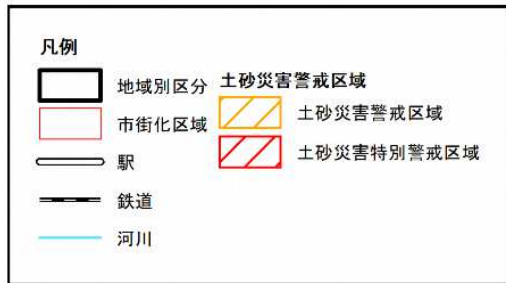 凡例
地域別区分
市街化区域
駅
鉄道
河川
土砂災害警戒区域
土砂災害警戒区域
土砂災害特別警戒区域